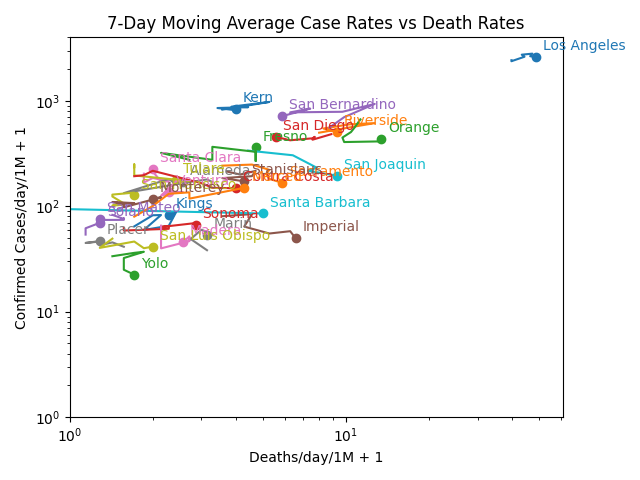 7-Day Moving Average Case Rates vs Death Rates
Los Angeles
Kern
San Bernardino
Riverside
San Diego
Orange
Fresno
Santa Clara
San Joaquin
Alameda
Stanislaus
Sacramento
Tulare
Contra Costa
Merced
Ventura
Monterey
Kings
Santa Barbara
San Mateo
Solano
Sonoma
Marin
Imperial
Madera
Placer
San Luis Obispo
Yolo
Confirmed Cases/day/1M + 1
10³
10²
10¹
10⁰
10⁰
10¹
Deaths/day/1M + 1